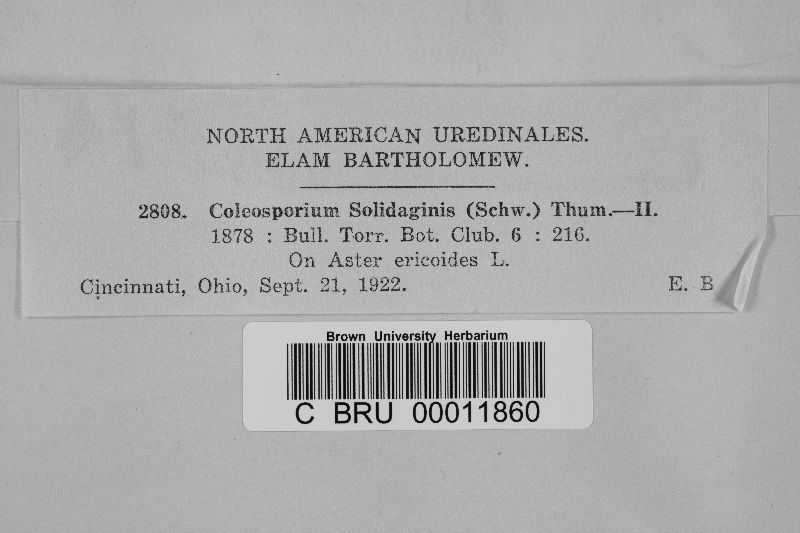 NORTH AMERICAN UREDINALES.
ELAM BARTHOLOMEW.
2808. Coleosporium Solidaginis (Schw.) Thum.—II.
1878 : Bull. Torr. Bot. Club. 6 : 216.
On Aster ericoides L.
Cincinnati, Ohio, Sept. 21, 1922. E. B
Brown University Herbarium
C BRU 00011860